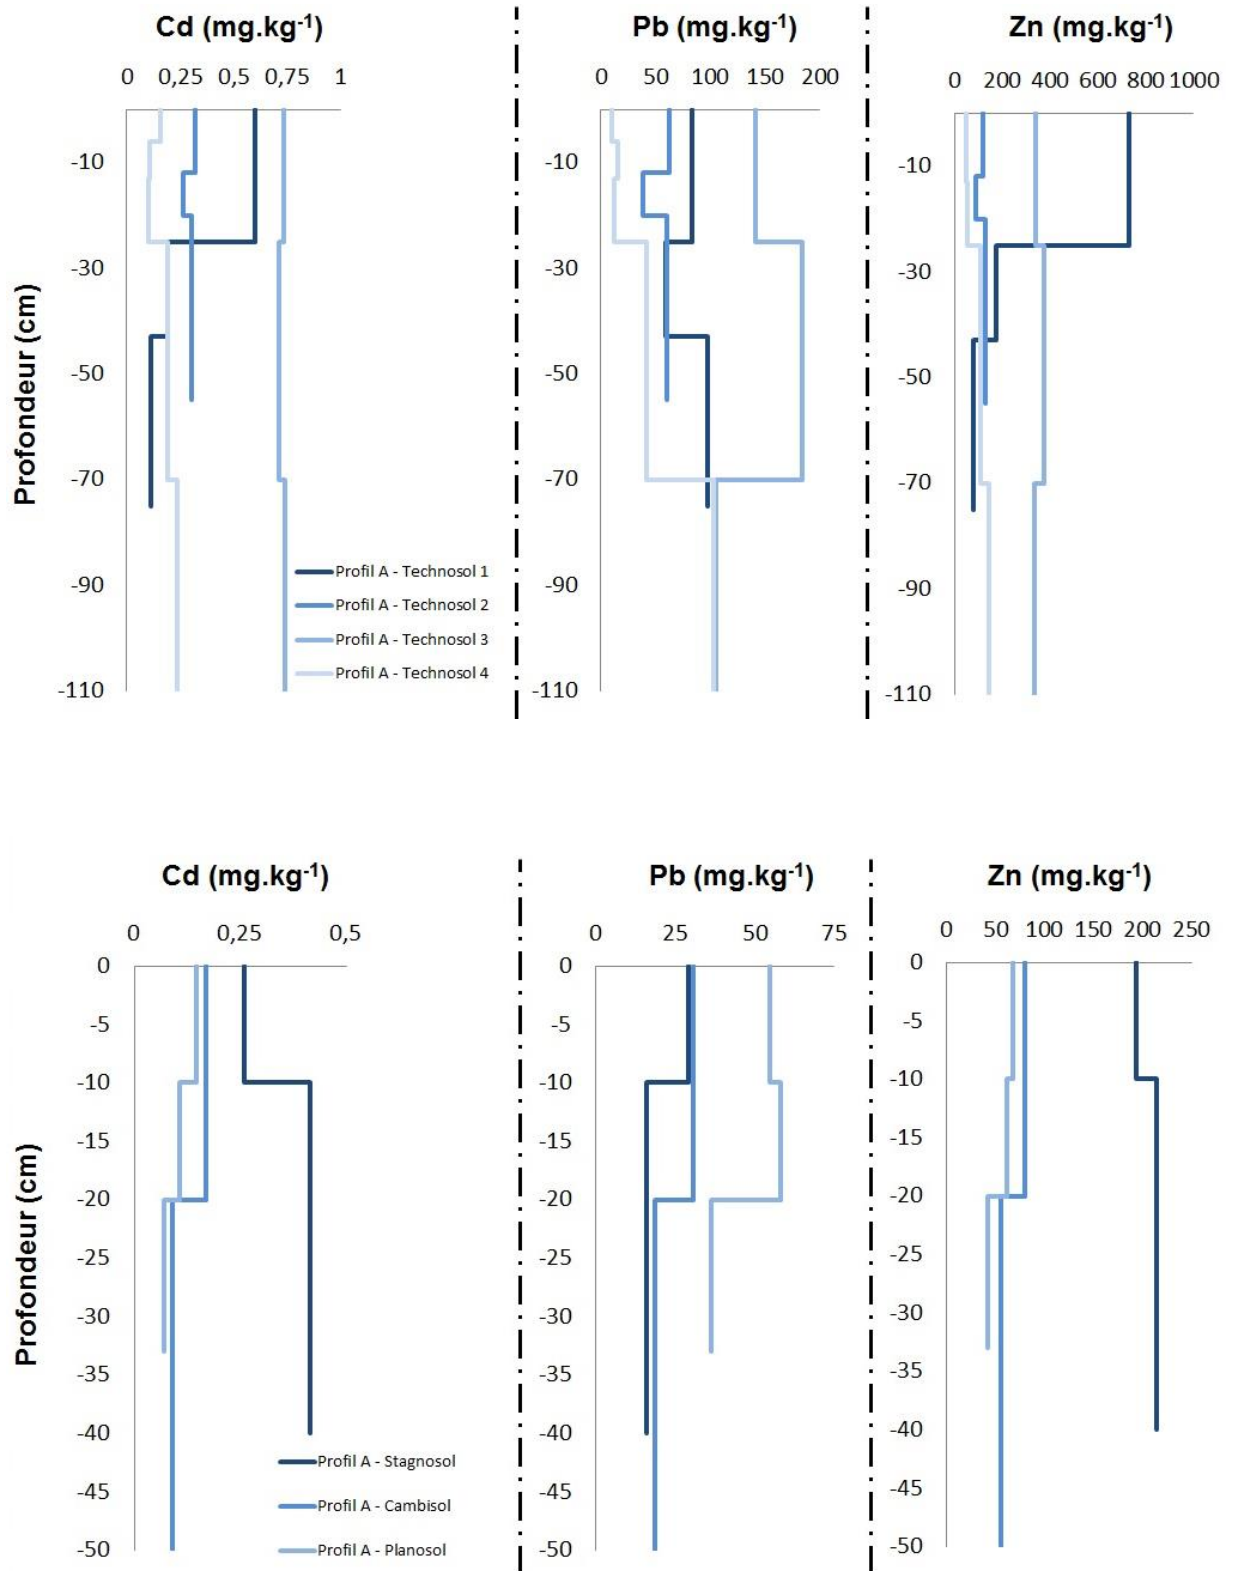 Cd (mg.kg⁻¹)
Pb (mg.kg⁻¹)
Zn (mg.kg⁻¹)
0 0,25 0,5 0,75 1
0 50 100 150 200
0 200 400 600 800 1000
-10 -10 -10
-30 -30 -30
-50 -50 -50
-70 -70 -70
-90 -90 -90
-110 -110 -110
Profondeur (cm)
Profil A - Technosol 1
Profil A - Technosol 2
Profil A - Technosol 3
Profil A - Technosol 4
Cd (mg.kg⁻¹)
Pb (mg.kg⁻¹)
Zn (mg.kg⁻¹)
0 0,25 0,5
0 25 50 75
0 50 100 150 200 250
0 0 0
-5 -5 -5
-10 -10 -10
-15 -15 -15
-20 -20 -20
-25 -25 -25
-30 -30 -30
-35 -35 -35
-40 -40 -40
-45 -45 -45
-50 -50 -50
Profondeur (cm)
Profil A - Stagnosol
Profil A - Cambisol
Profil A - Planosol